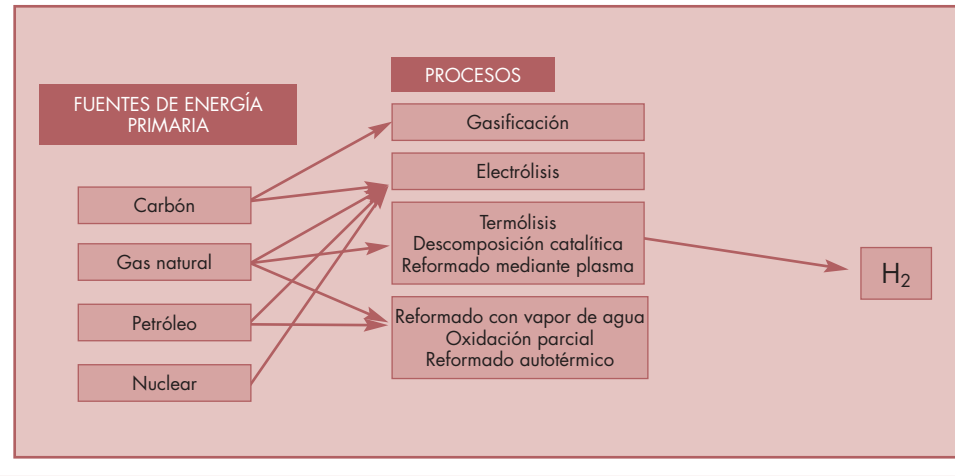 FUENTES DE ENERGÍA
PRIMARIA
Carbón
Gas natural
Petróleo
Nuclear
PROCESOS
Gasificación
Electrólisis
Termólisis
Descomposición catalítica
Reformado mediante plasma
Reformado con vapor de agua
Oxidación parcial
Reformado autotérmico
H₂